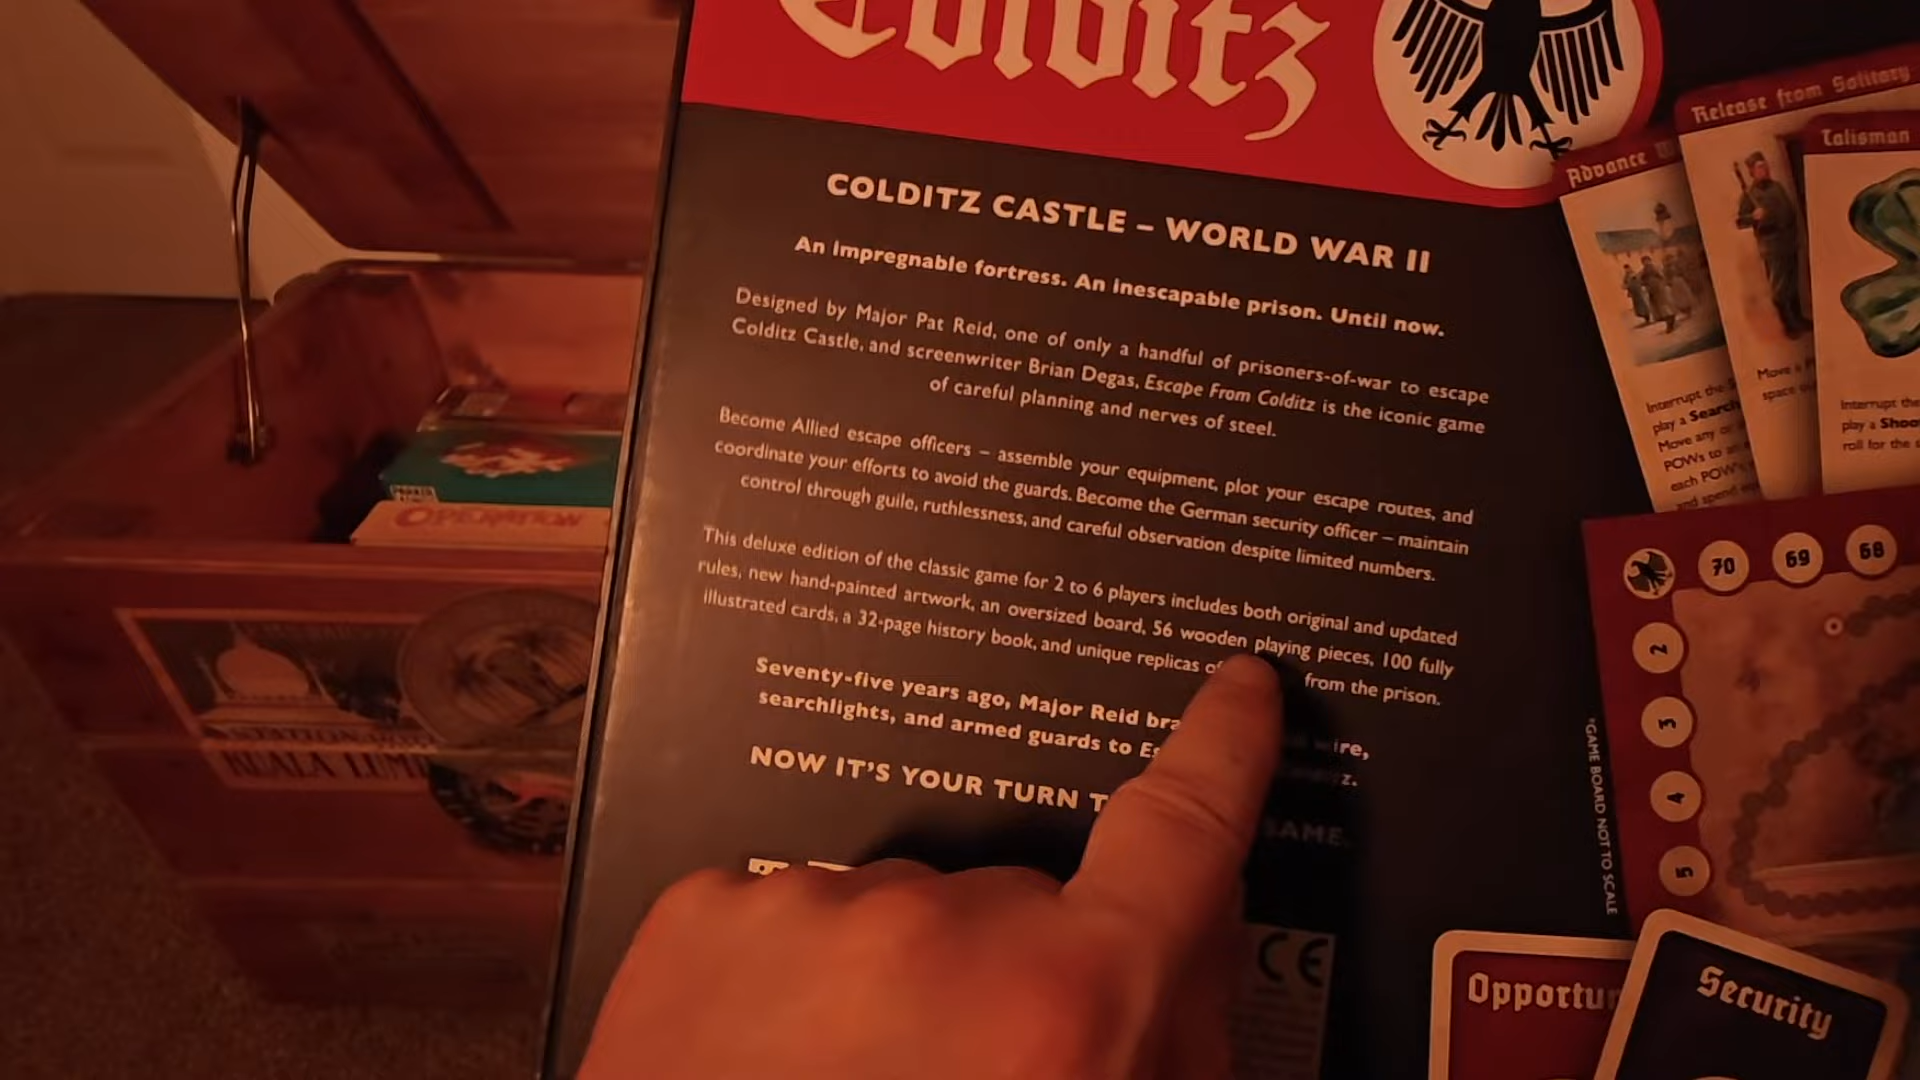 Colditz
COLDITZ CASTLE – WORLD WAR II
An impregnable fortress. An inescapable prison. Until now.
Designed by Major Pat Reid, one of only a handful of prisoners-of-war to escape
Colditz Castle, and screenwriter Brian Degas, Escape From Colditz is the iconic game
of careful planning and nerves of steel.
Become Allied escape officers – assemble your equipment, plot your escape routes, and
coordinate your efforts to avoid the guards. Become the German security officer – maintain
control through guile, ruthlessness, and careful observation despite limited numbers.
This deluxe edition of the classic game for 2 to 6 players includes both original and updated
rules, new hand-painted artwork, an oversized board, 56 wooden playing pieces, 100 fully
illustrated cards, a 32-page history book, and unique replicas from the prison.
Seventy-five years ago, Major Reid
searchlights, and armed guards to
NOW IT'S YOUR TURN
GAME.
CE
Advance
Release from Solitary
Talisman
Interrupt the
play a Search
Move any
POWs to
each POW's
Move
space
Interrupt the
play a Shoo
roll for the
70 69 68
2
3
4
5
*GAME BOARD NOT TO SCALE
Opportun
Security
OPERATION
STATION
KUALA LUM